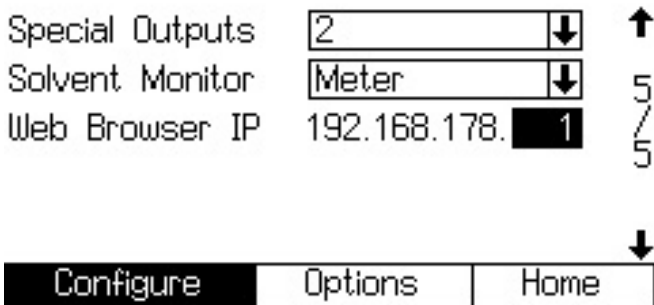 Special Outputs 2
Solvent Monitor Meter
Web Browser IP 192.168.178. 1
5/5
Configure Options Home